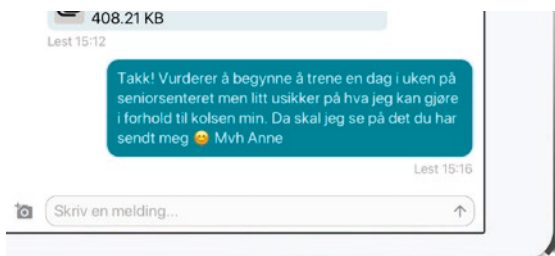 408.21 KB
Lest 15:12
Takk! Vurderer å begynne å trene en dag i uken på
seniorsenteret men litt usikker på hva jeg kan gjøre
i forhold til kolsen min. Da skal jeg se på det du har
sendt meg 😊 Mvh Anne
Lest 15:16
Skriv en melding...